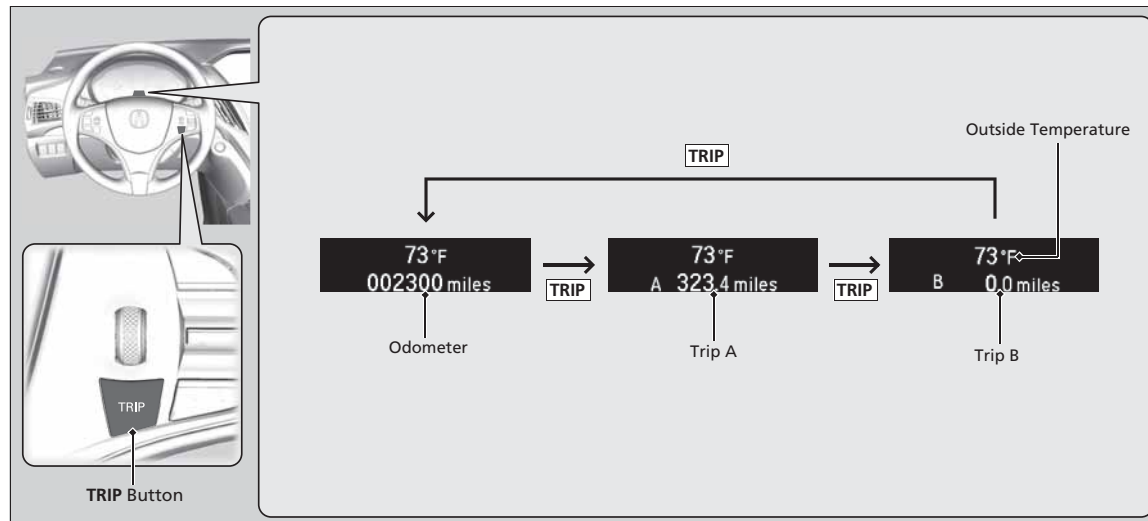 Outside Temperature
TRIP
73°F
002300 miles
TRIP
73°F
A 323.4 miles
TRIP
73°F
B 0.0 miles
Odometer
Trip A
Trip B
TRIP
TRIP Button